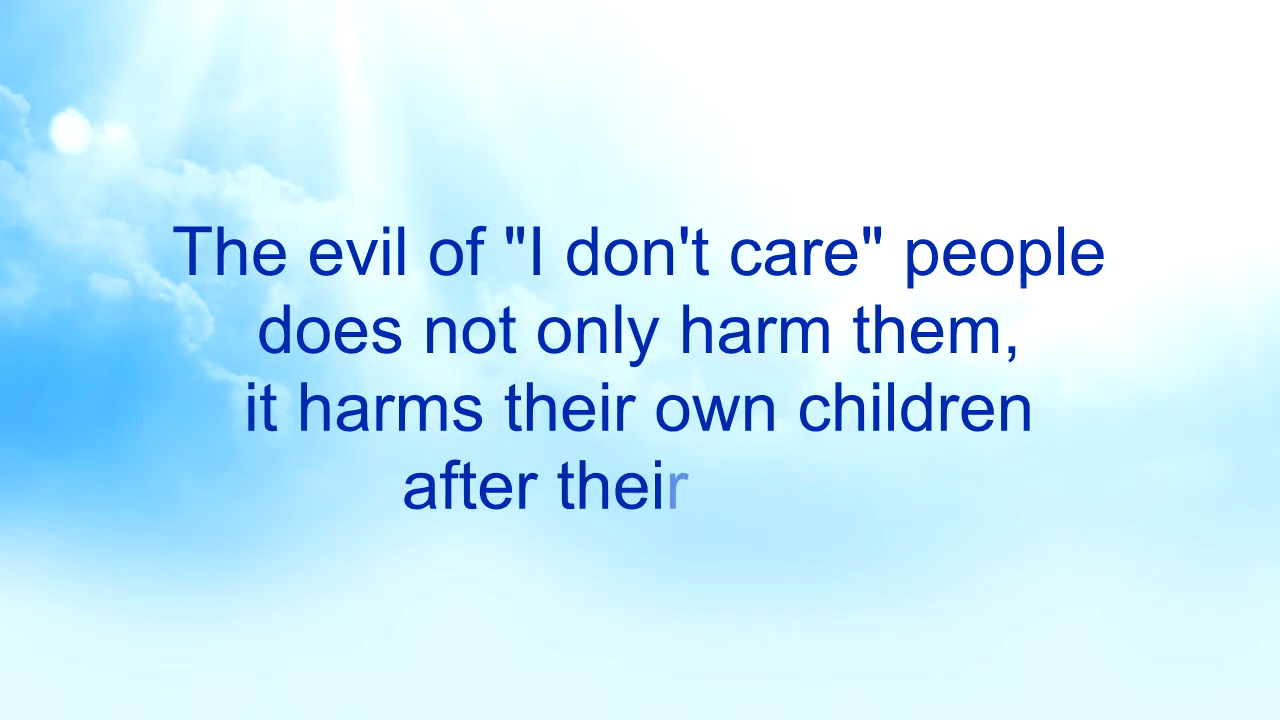 The evil of "I don't care" people
does not only harm them,
it harms their own children
after their